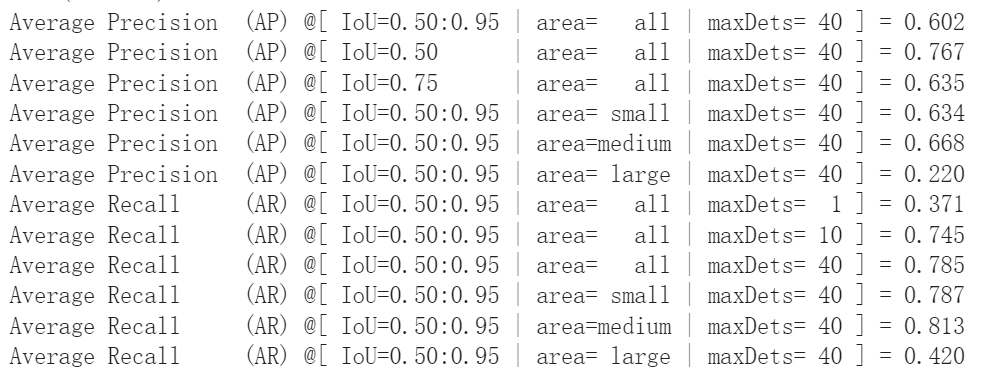 Average Precision  (AP) @[ IoU=0.50:0.95 | area=   all | maxDets= 40 ] = 0.602
Average Precision  (AP) @[ IoU=0.50      | area=   all | maxDets= 40 ] = 0.767
Average Precision  (AP) @[ IoU=0.75      | area=   all | maxDets= 40 ] = 0.635
Average Precision  (AP) @[ IoU=0.50:0.95 | area= small | maxDets= 40 ] = 0.634
Average Precision  (AP) @[ IoU=0.50:0.95 | area=medium | maxDets= 40 ] = 0.668
Average Precision  (AP) @[ IoU=0.50:0.95 | area= large | maxDets= 40 ] = 0.220
Average Recall     (AR) @[ IoU=0.50:0.95 | area=   all | maxDets=  1 ] = 0.371
Average Recall     (AR) @[ IoU=0.50:0.95 | area=   all | maxDets= 10 ] = 0.745
Average Recall     (AR) @[ IoU=0.50:0.95 | area=   all | maxDets= 40 ] = 0.785
Average Recall     (AR) @[ IoU=0.50:0.95 | area= small | maxDets= 40 ] = 0.787
Average Recall     (AR) @[ IoU=0.50:0.95 | area=medium | maxDets= 40 ] = 0.813
Average Recall     (AR) @[ IoU=0.50:0.95 | area= large | maxDets= 40 ] = 0.420